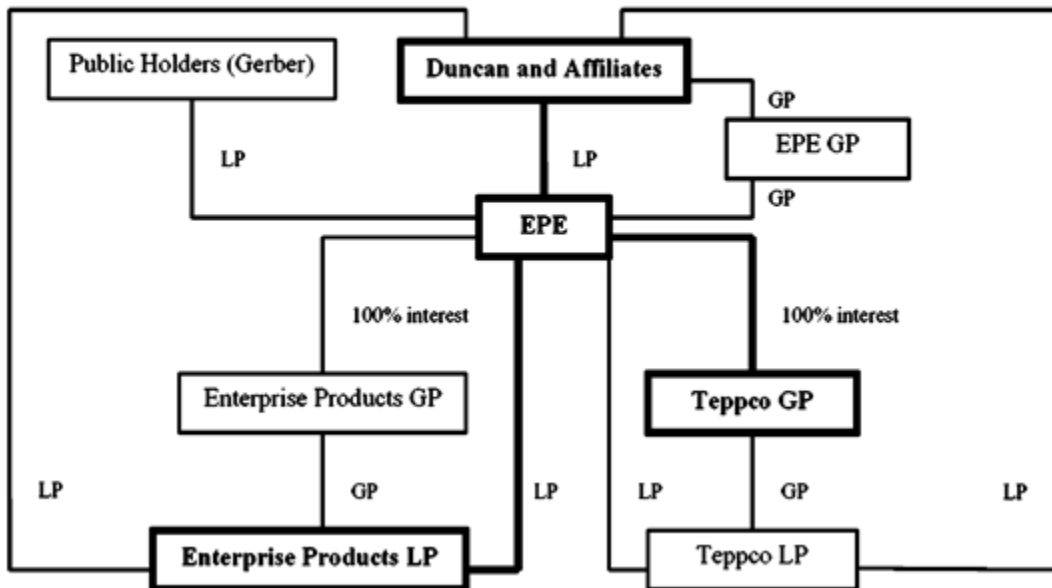 Public Holders (Gerber)
Duncan and Affiliates
GP
EPE GP
LP
LP
GP
EPE
100% interest
100% interest
Enterprise Products GP
Teppco GP
LP
GP
LP
LP
GP
LP
Enterprise Products LP
Teppco LP